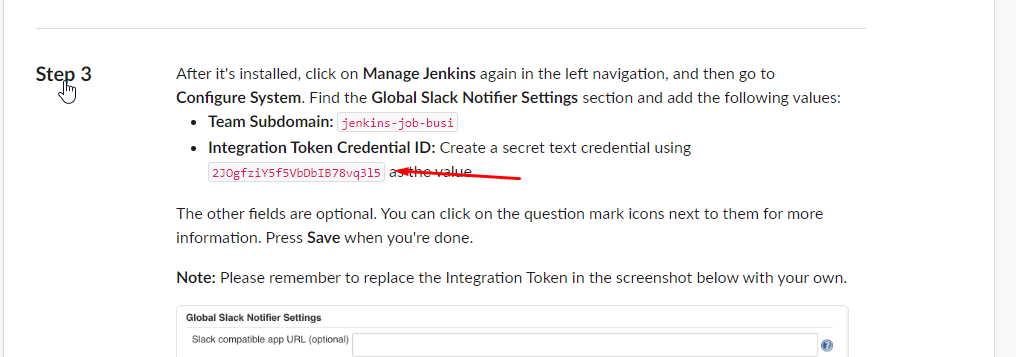 Step 3
After it's installed, click on Manage Jenkins again in the left navigation, and then go to
Configure System. Find the Global Slack Notifier Settings section and add the following values:
• Team Subdomain: jenkins-job-busi
• Integration Token Credential ID: Create a secret text credential using
2JOgfziY5f5VbDbIB78vq3l5 as the value
The other fields are optional. You can click on the question mark icons next to them for more
information. Press Save when you're done.
Note: Please remember to replace the Integration Token in the screenshot below with your own.
Global Slack Notifier Settings
Slack compatible app URL (optional)